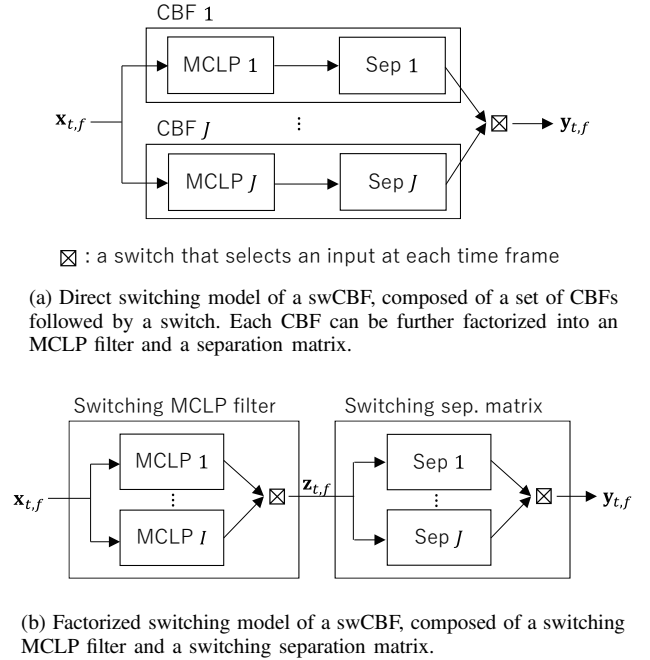 CBF 1
MCLP 1
Sep 1
x_{t,f}
⋮
y_{t,f}
CBF J
MCLP J
Sep J
⊠ : a switch that selects an input at each time frame
(a) Direct switching model of a swCBF, composed of a set of CBFs
followed by a switch. Each CBF can be further factorized into an
MCLP filter and a separation matrix.
Switching MCLP filter
Switching sep. matrix
MCLP 1
Sep 1
x_{t,f}
⋮
z_{t,f}
⋮
y_{t,f}
MCLP I
Sep J
(b) Factorized switching model of a swCBF, composed of a switching
MCLP filter and a switching separation matrix.